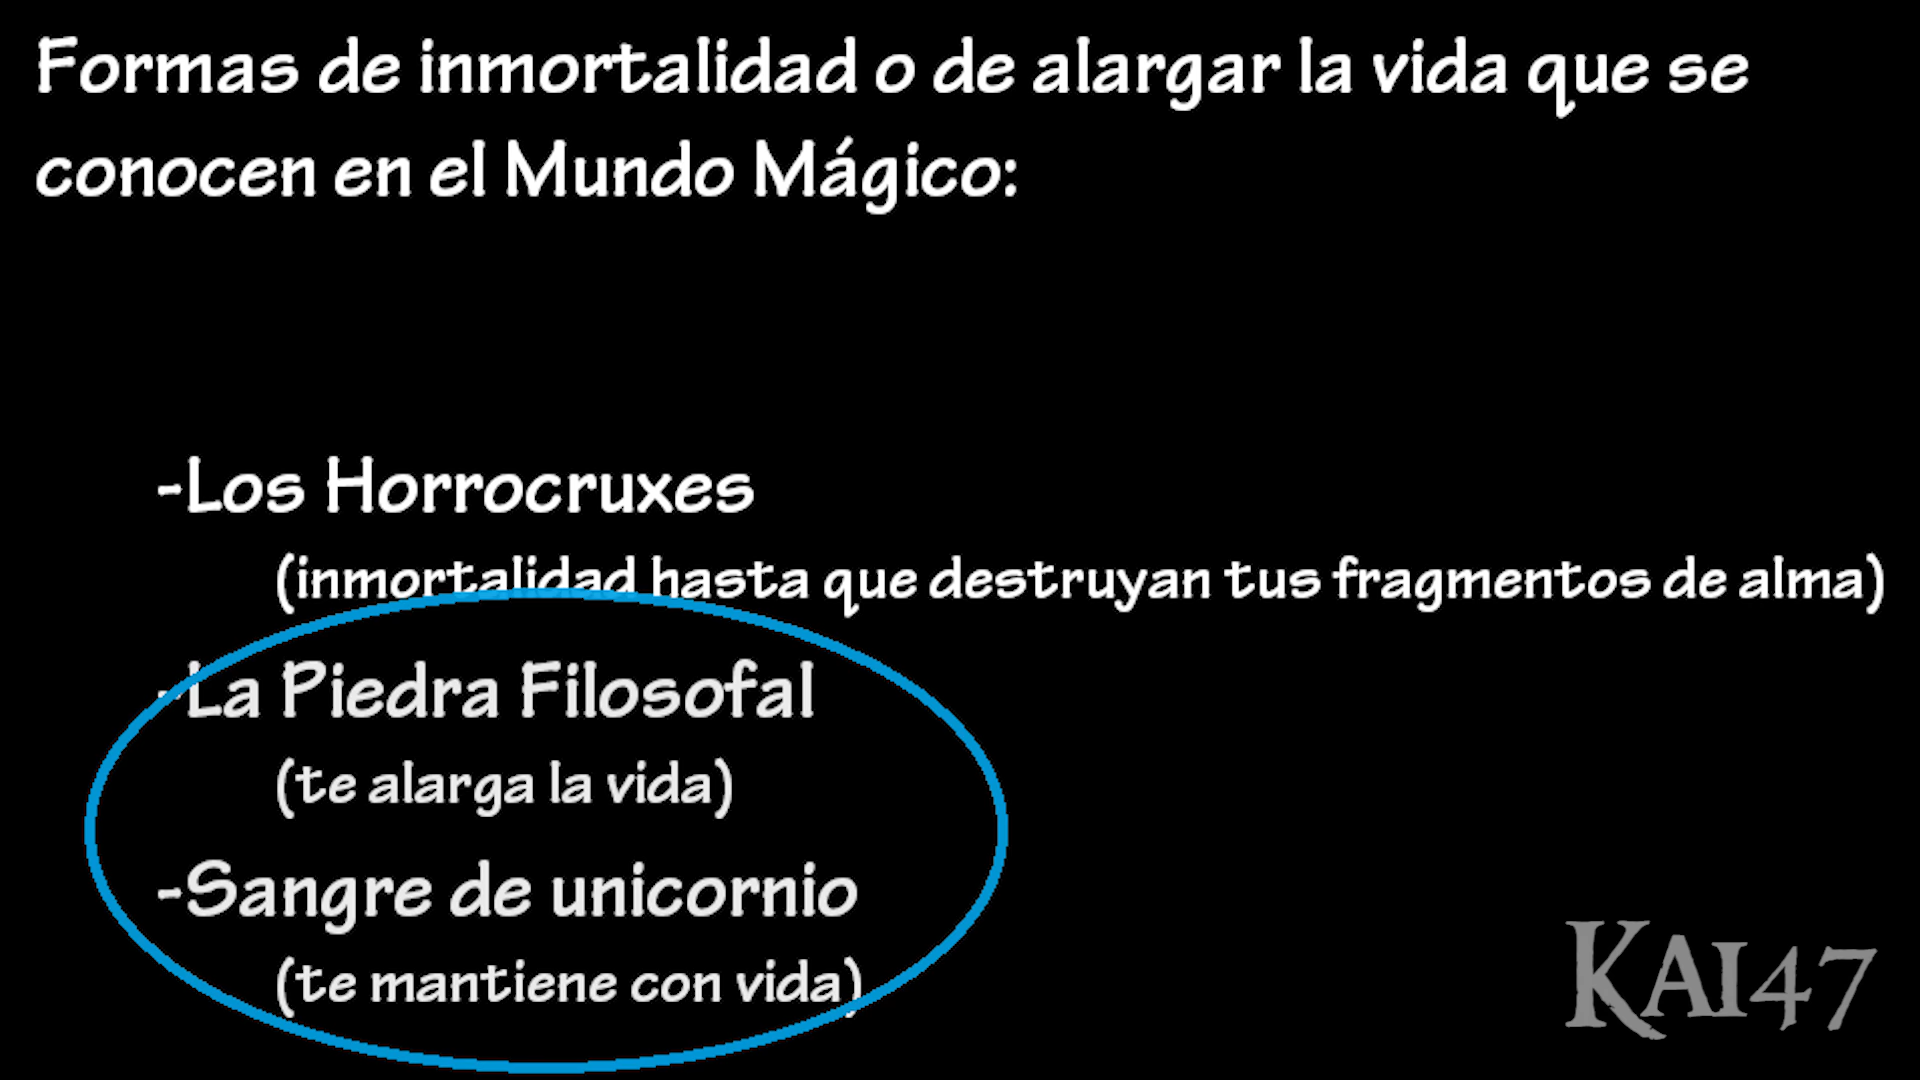 Formas de inmortalidad o de alargar la vida que se
conocen en el Mundo Mágico:
-Los Horrocruxes
(inmortalidad hasta que destruyan tus fragmentos de alma)
-La Piedra Filosofal
(te alarga la vida)
-Sangre de unicornio
(te mantiene con vida)
KAI47